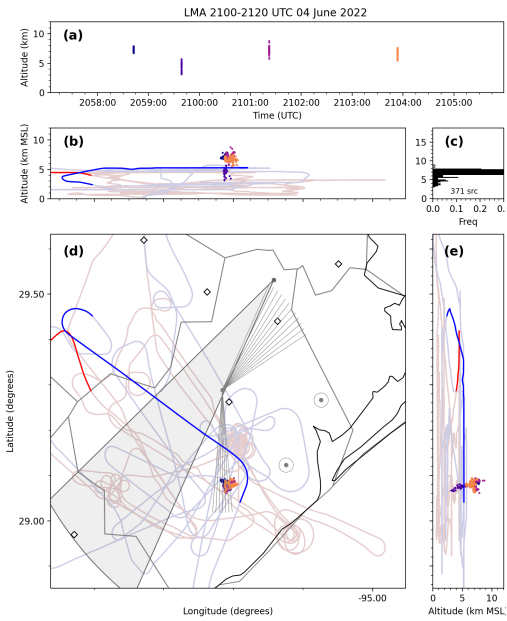 LMA 2100-2120 UTC 04 June 2022
(a)
Altitude (km)
10
5
0
2058:00 2059:00 2100:00 2101:00 2102:00 2103:00 2104:00 2105:00
Time (UTC)
(b)
Altitude (km MSL)
10
5
0
(c)
15
10
5
0
371 src
0.0 0.1 0.2 0.3
Freq
(d)
Latitude (degrees)
29.50
29.00
-95.00
Longitude (degrees)
(e)
0 5 10
Altitude (km MSL)